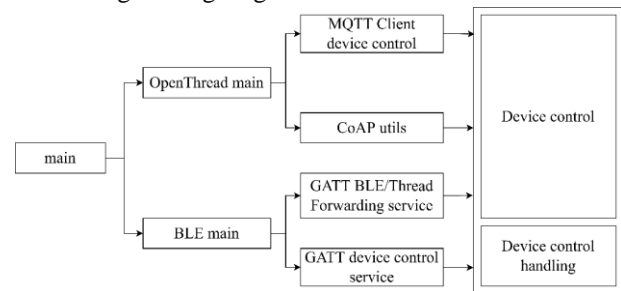 main
OpenThread main
BLE main
MQTT Client
device control
CoAP utils
GATT BLE/Thread
Forwarding service
GATT device control
service
Device control
Device control
handling